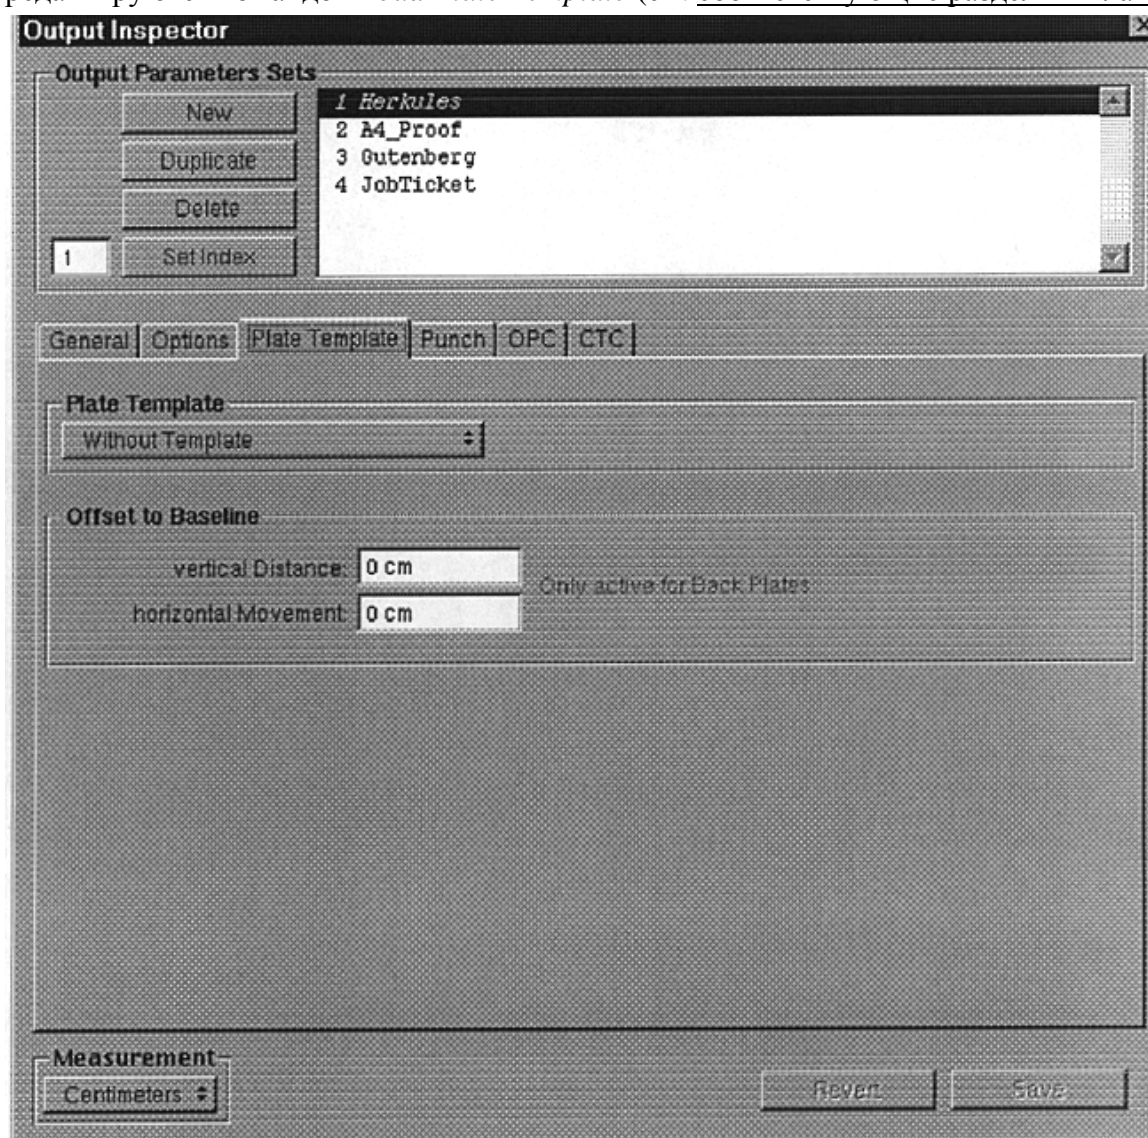 Output Inspector
Output Parameters Sets
New
Duplicate
Delete
1 Set Index
1 Herkules
2 A4_Proof
3 Gutenberg
4 JobTicket
General Options Plate Template Punch OPC CTC
Plate Template
Without Template
Offset to Baseline
vertical Distance: 0 cm
horizontal Movement: 0 cm
Only active for Back Plates
Measurement
Centimeters
Revert Save